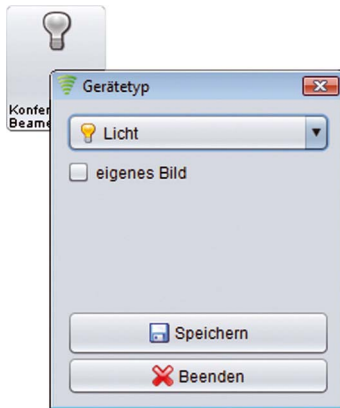 Konfer
Beame
Gerätetyp
Licht
eigenes Bild
Speichern
Beenden